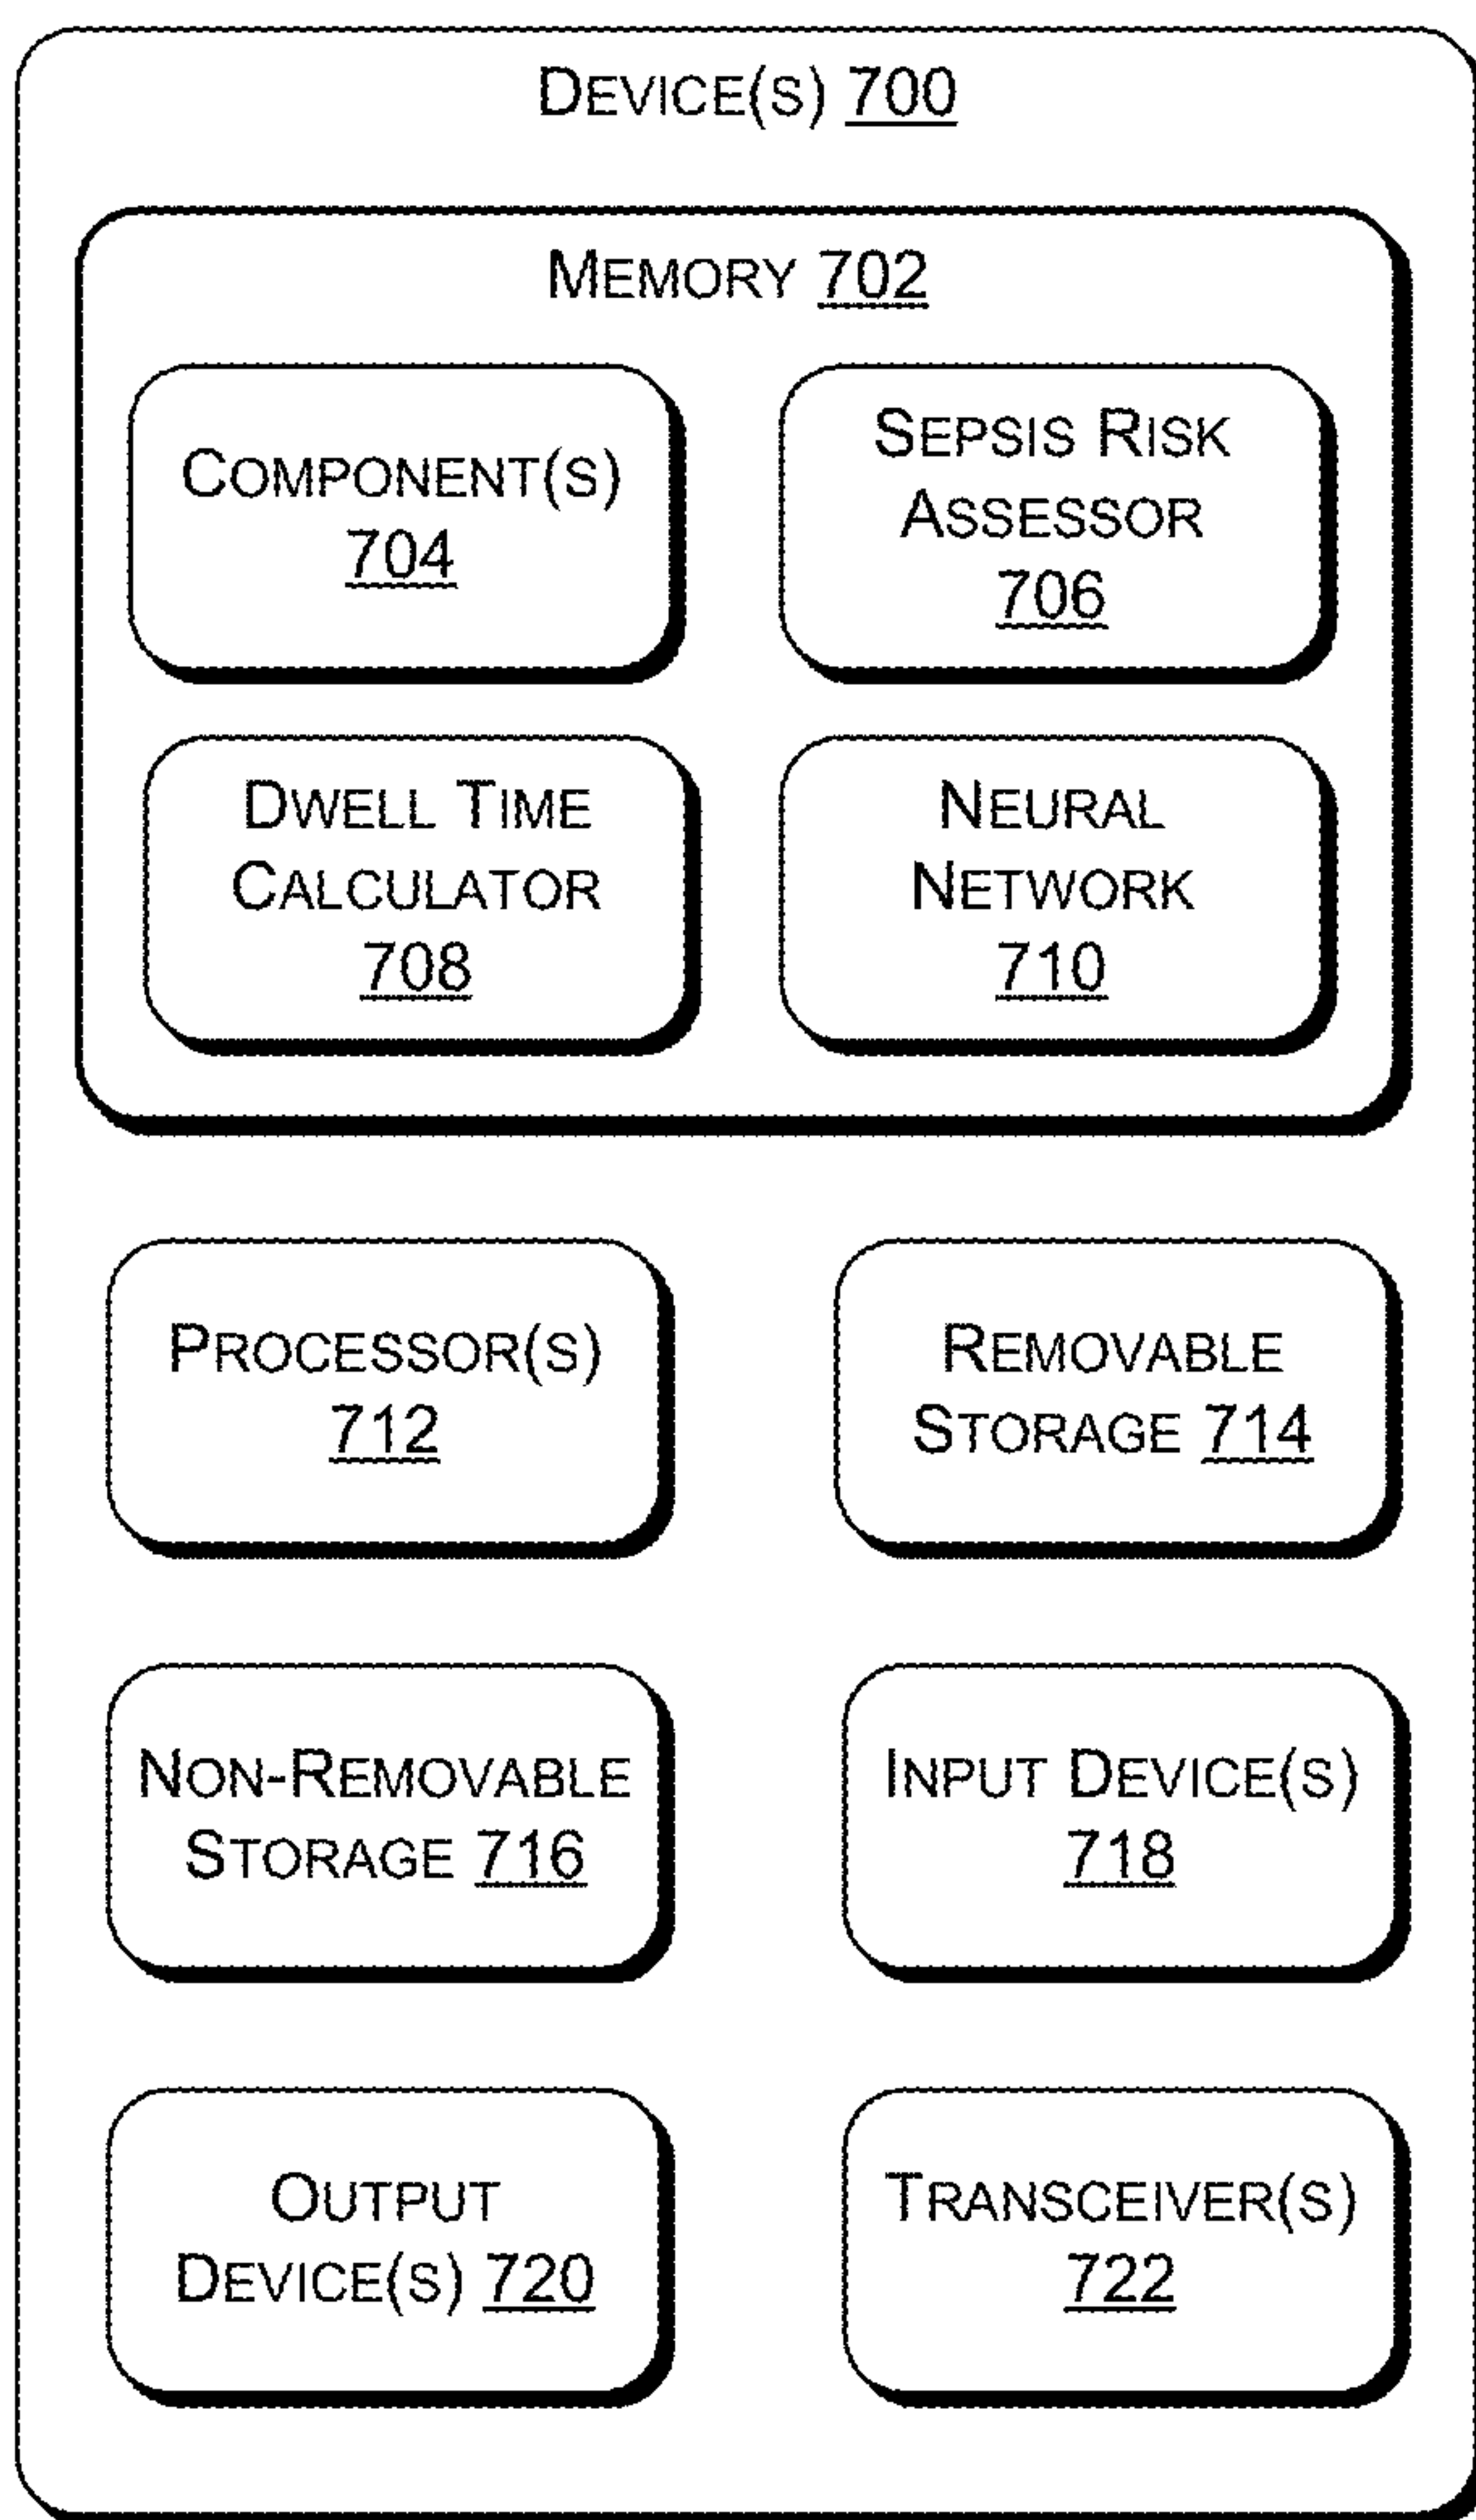 DEVICE(S) 700
MEMORY 702
COMPONENT(S)
704
SEPSIS RISK
ASSESSOR
706
DWELL TIME
CALCULATOR
708
NEURAL
NETWORK
710
PROCESSOR(S)
712
REMOVABLE
STORAGE 714
NON-REMOVABLE
STORAGE 716
INPUT DEVICE(S)
718
OUTPUT
DEVICE(S) 720
TRANSCEIVER(S)
722